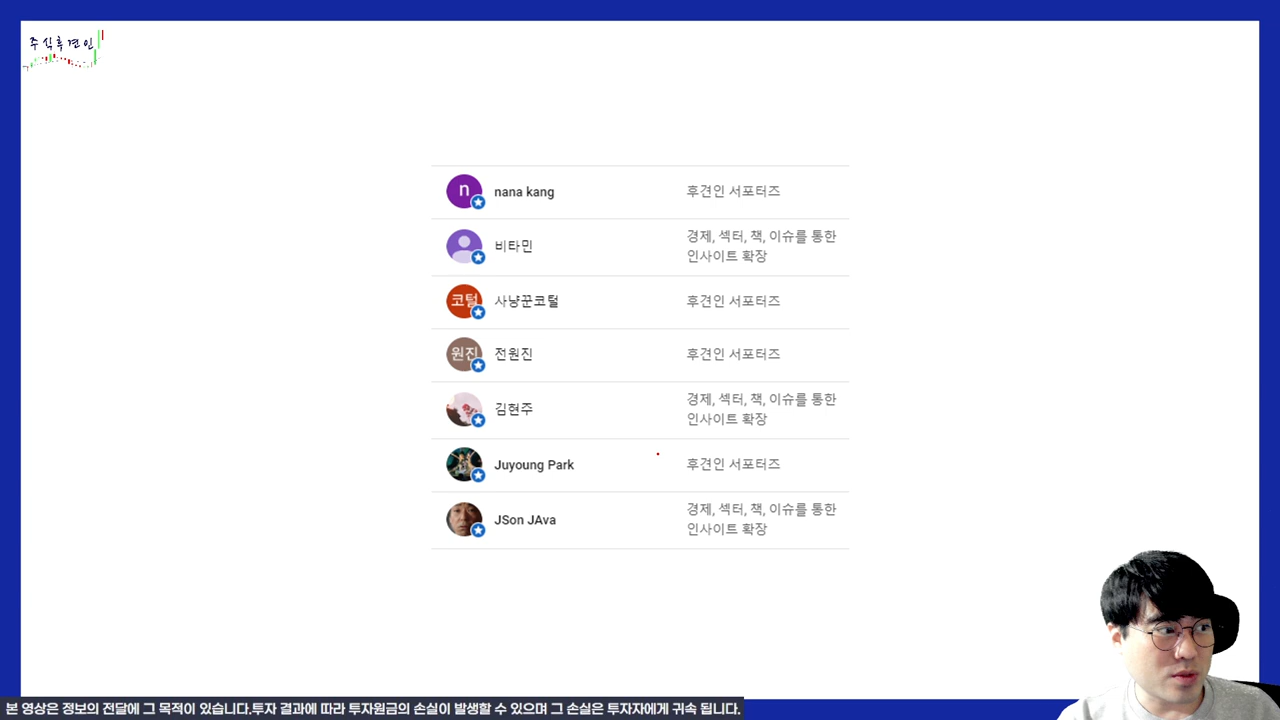 주식후견인
n
nana kang
후견인 서포터즈
비타민
경제, 섹터, 책, 이슈를 통한
인사이트 확장
코털
사냥꾼코털
후견인 서포터즈
원진
전원진
후견인 서포터즈
김현주
경제, 섹터, 책, 이슈를 통한
인사이트 확장
Juyoung Park
후견인 서포터즈
JSon JAva
경제, 섹터, 책, 이슈를 통한
인사이트 확장
본 영상은 정보의 전달에 그 목적이 있습니다.투자 결과에 따라 투자원금의 손실이 발생할 수 있으며 그 손실은 투자자에게 귀속 됩니다.